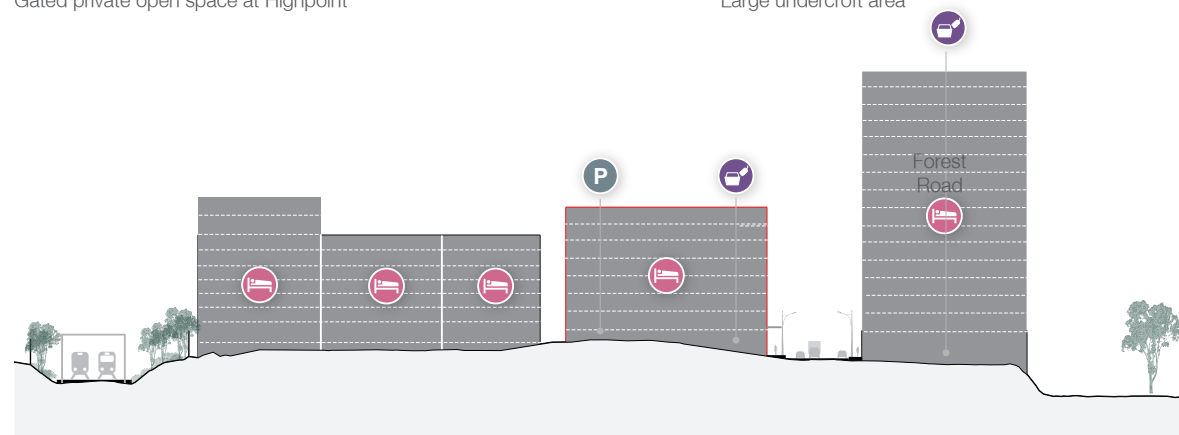 Gated private open space at Highpoint
Large undercroft area
P
Forest
Road